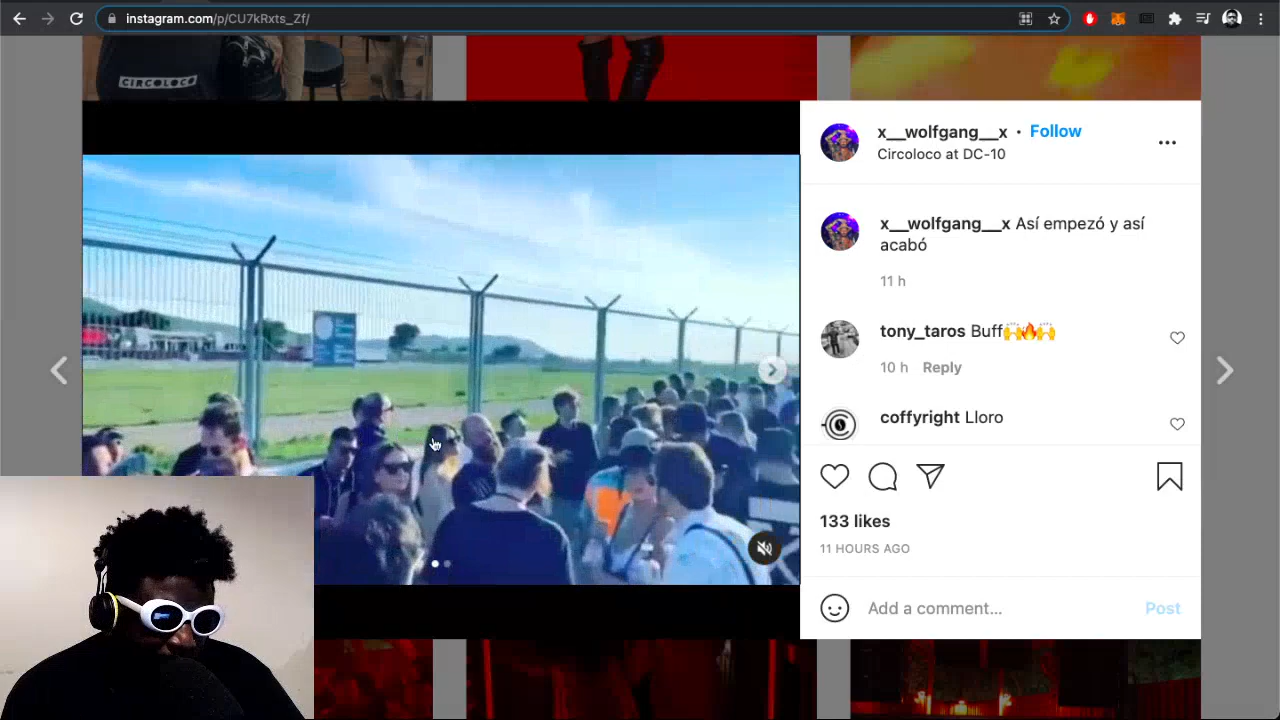 instagram.com/p/CU7kRxts_Zf/
CIRCOLOCO
x__wolfgang__x • Follow
Circoloco at DC-10
x__wolfgang__x Así empezó y así
acabó
11 h
tony_taros Buff🙌🔥🙌
10 h Reply
coffyright Lloro
133 likes
11 HOURS AGO
Add a comment... Post